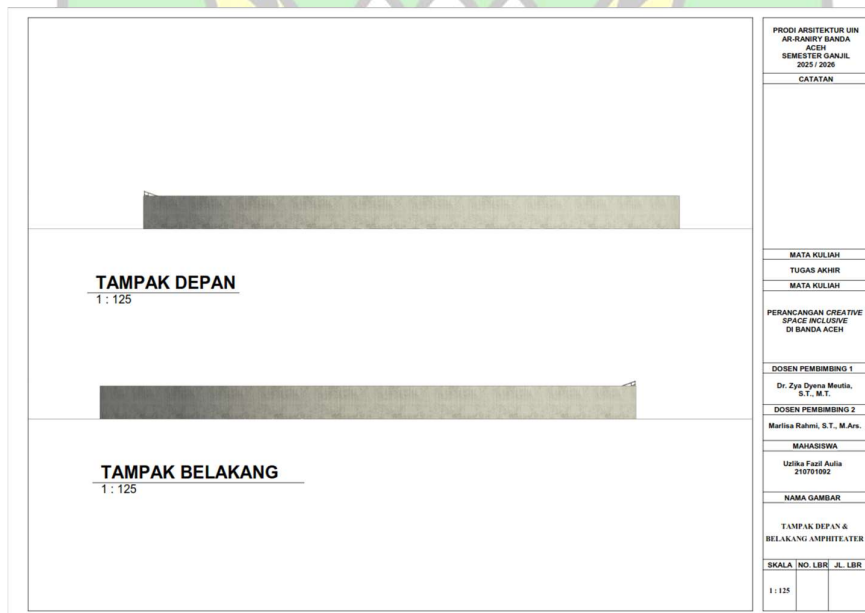 TAMPAK DEPAN
1 : 125
TAMPAK BELAKANG
1 : 125
PRODI ARSITEKTUR UIN
AR-RANIRY BANDA
ACEH
SEMESTER GANJIL
2025 / 2026
CATATAN
MATA KULIAH
TUGAS AKHIR
MATA KULIAH
PERANCANGAN CREATIVE
SPACE INCLUSIVE
DI BANDA ACEH
DOSEN PEMBIMBING 1
Dr. Zya Dyena Meutia,
S.T., M.T.
DOSEN PEMBIMBING 2
Marlisa Rahmi, S.T., M.Ars.
MAHASISWA
Uzlika Fazil Aulia
210701092
NAMA GAMBAR
TAMPAK DEPAN &
BELAKANG AMPHITEATER
SKALA NO. LBR JL. LBR
1 : 125